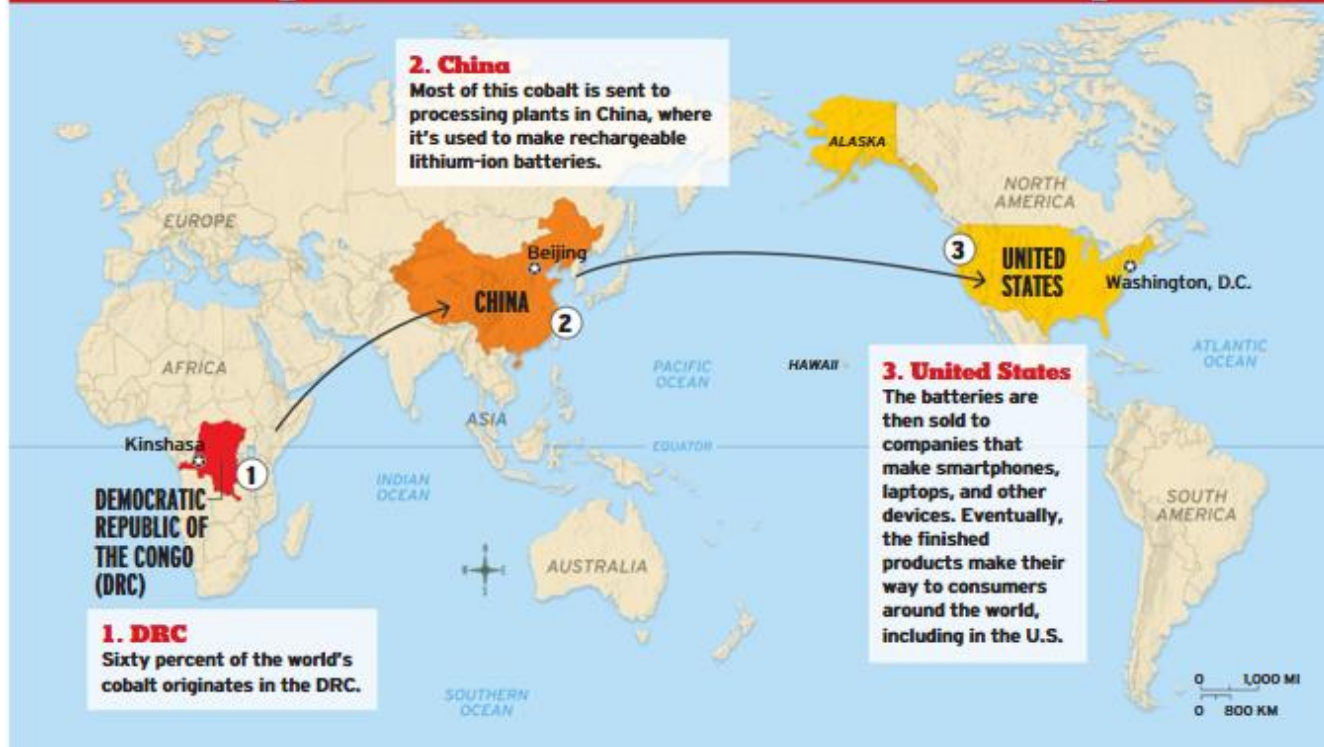 2. China
Most of this cobalt is sent to
processing plants in China, where
it's used to make rechargeable
lithium-ion batteries.
ALASKA
NORTH
AMERICA
EUROPE
Beijing
CHINA
2
3
UNITED
STATES
Washington, D.C.
AFRICA
ASIA
PACIFIC
OCEAN
HAWAII
ATLANTIC
OCEAN
3. United States
The batteries are
then sold to
companies that
make smartphones,
laptops, and other
devices. Eventually,
the finished
products make their
way to consumers
around the world,
including in the U.S.
Kinshasa
1
EQUATOR
INDIAN
OCEAN
DEMOCRATIC
REPUBLIC OF
THE CONGO
(DRC)
AUSTRALIA
SOUTH
AMERICA
1. DRC
Sixty percent of the world's
cobalt originates in the DRC.
SOUTHERN
OCEAN
0 1,000 MI
0 800 KM